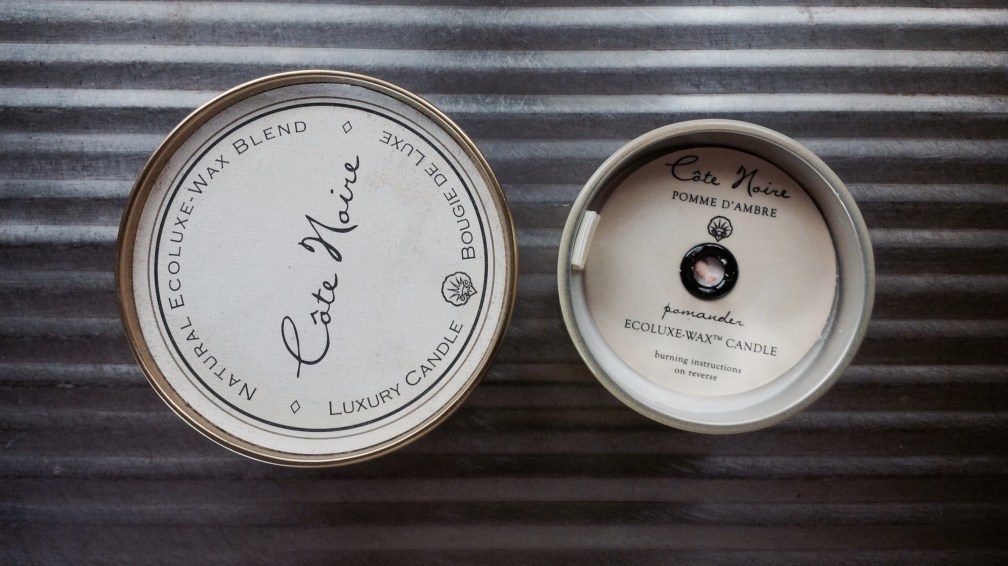 NATURAL ECOLUXE-WAX BLEND
BOUGIE DE LUXE
LUXURY CANDLE
Côte Noire
Côte Noire
POMME D'AMBRE
pomander
ECOLUXE-WAX™ CANDLE
burning instructions
on reverse